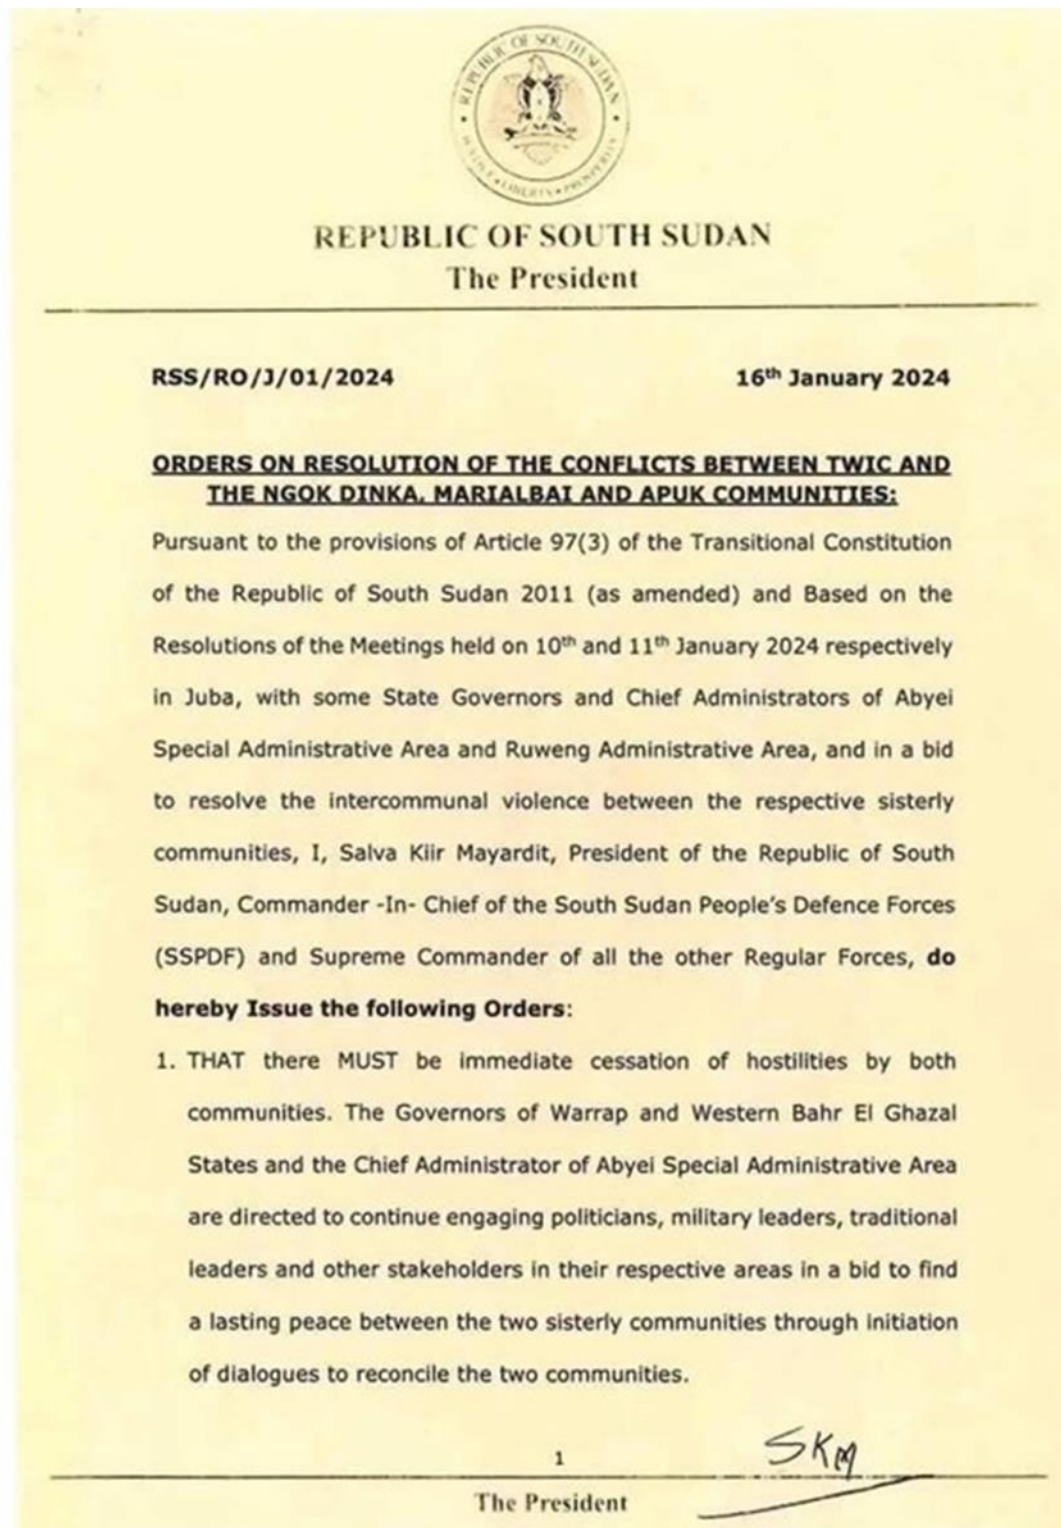 REPUBLIC OF SOUTH SUDAN
JUSTICE • LIBERTY • PROSPERITY
REPUBLIC OF SOUTH SUDAN
The President
RSS/RO/J/01/2024 16th January 2024
ORDERS ON RESOLUTION OF THE CONFLICTS BETWEEN TWIC AND
THE NGOK DINKA, MARIALBAI AND APUK COMMUNITIES:
Pursuant to the provisions of Article 97(3) of the Transitional Constitution
of the Republic of South Sudan 2011 (as amended) and Based on the
Resolutions of the Meetings held on 10th and 11th January 2024 respectively
in Juba, with some State Governors and Chief Administrators of Abyei
Special Administrative Area and Ruweng Administrative Area, and in a bid
to resolve the intercommunal violence between the respective sisterly
communities, I, Salva Kiir Mayardit, President of the Republic of South
Sudan, Commander -In- Chief of the South Sudan People's Defence Forces
(SSPDF) and Supreme Commander of all the other Regular Forces, do
hereby Issue the following Orders:
1. THAT there MUST be immediate cessation of hostilities by both
communities. The Governors of Warrap and Western Bahr El Ghazal
States and the Chief Administrator of Abyei Special Administrative Area
are directed to continue engaging politicians, military leaders, traditional
leaders and other stakeholders in their respective areas in a bid to find
a lasting peace between the two sisterly communities through initiation
of dialogues to reconcile the two communities.
1
SKM
The President